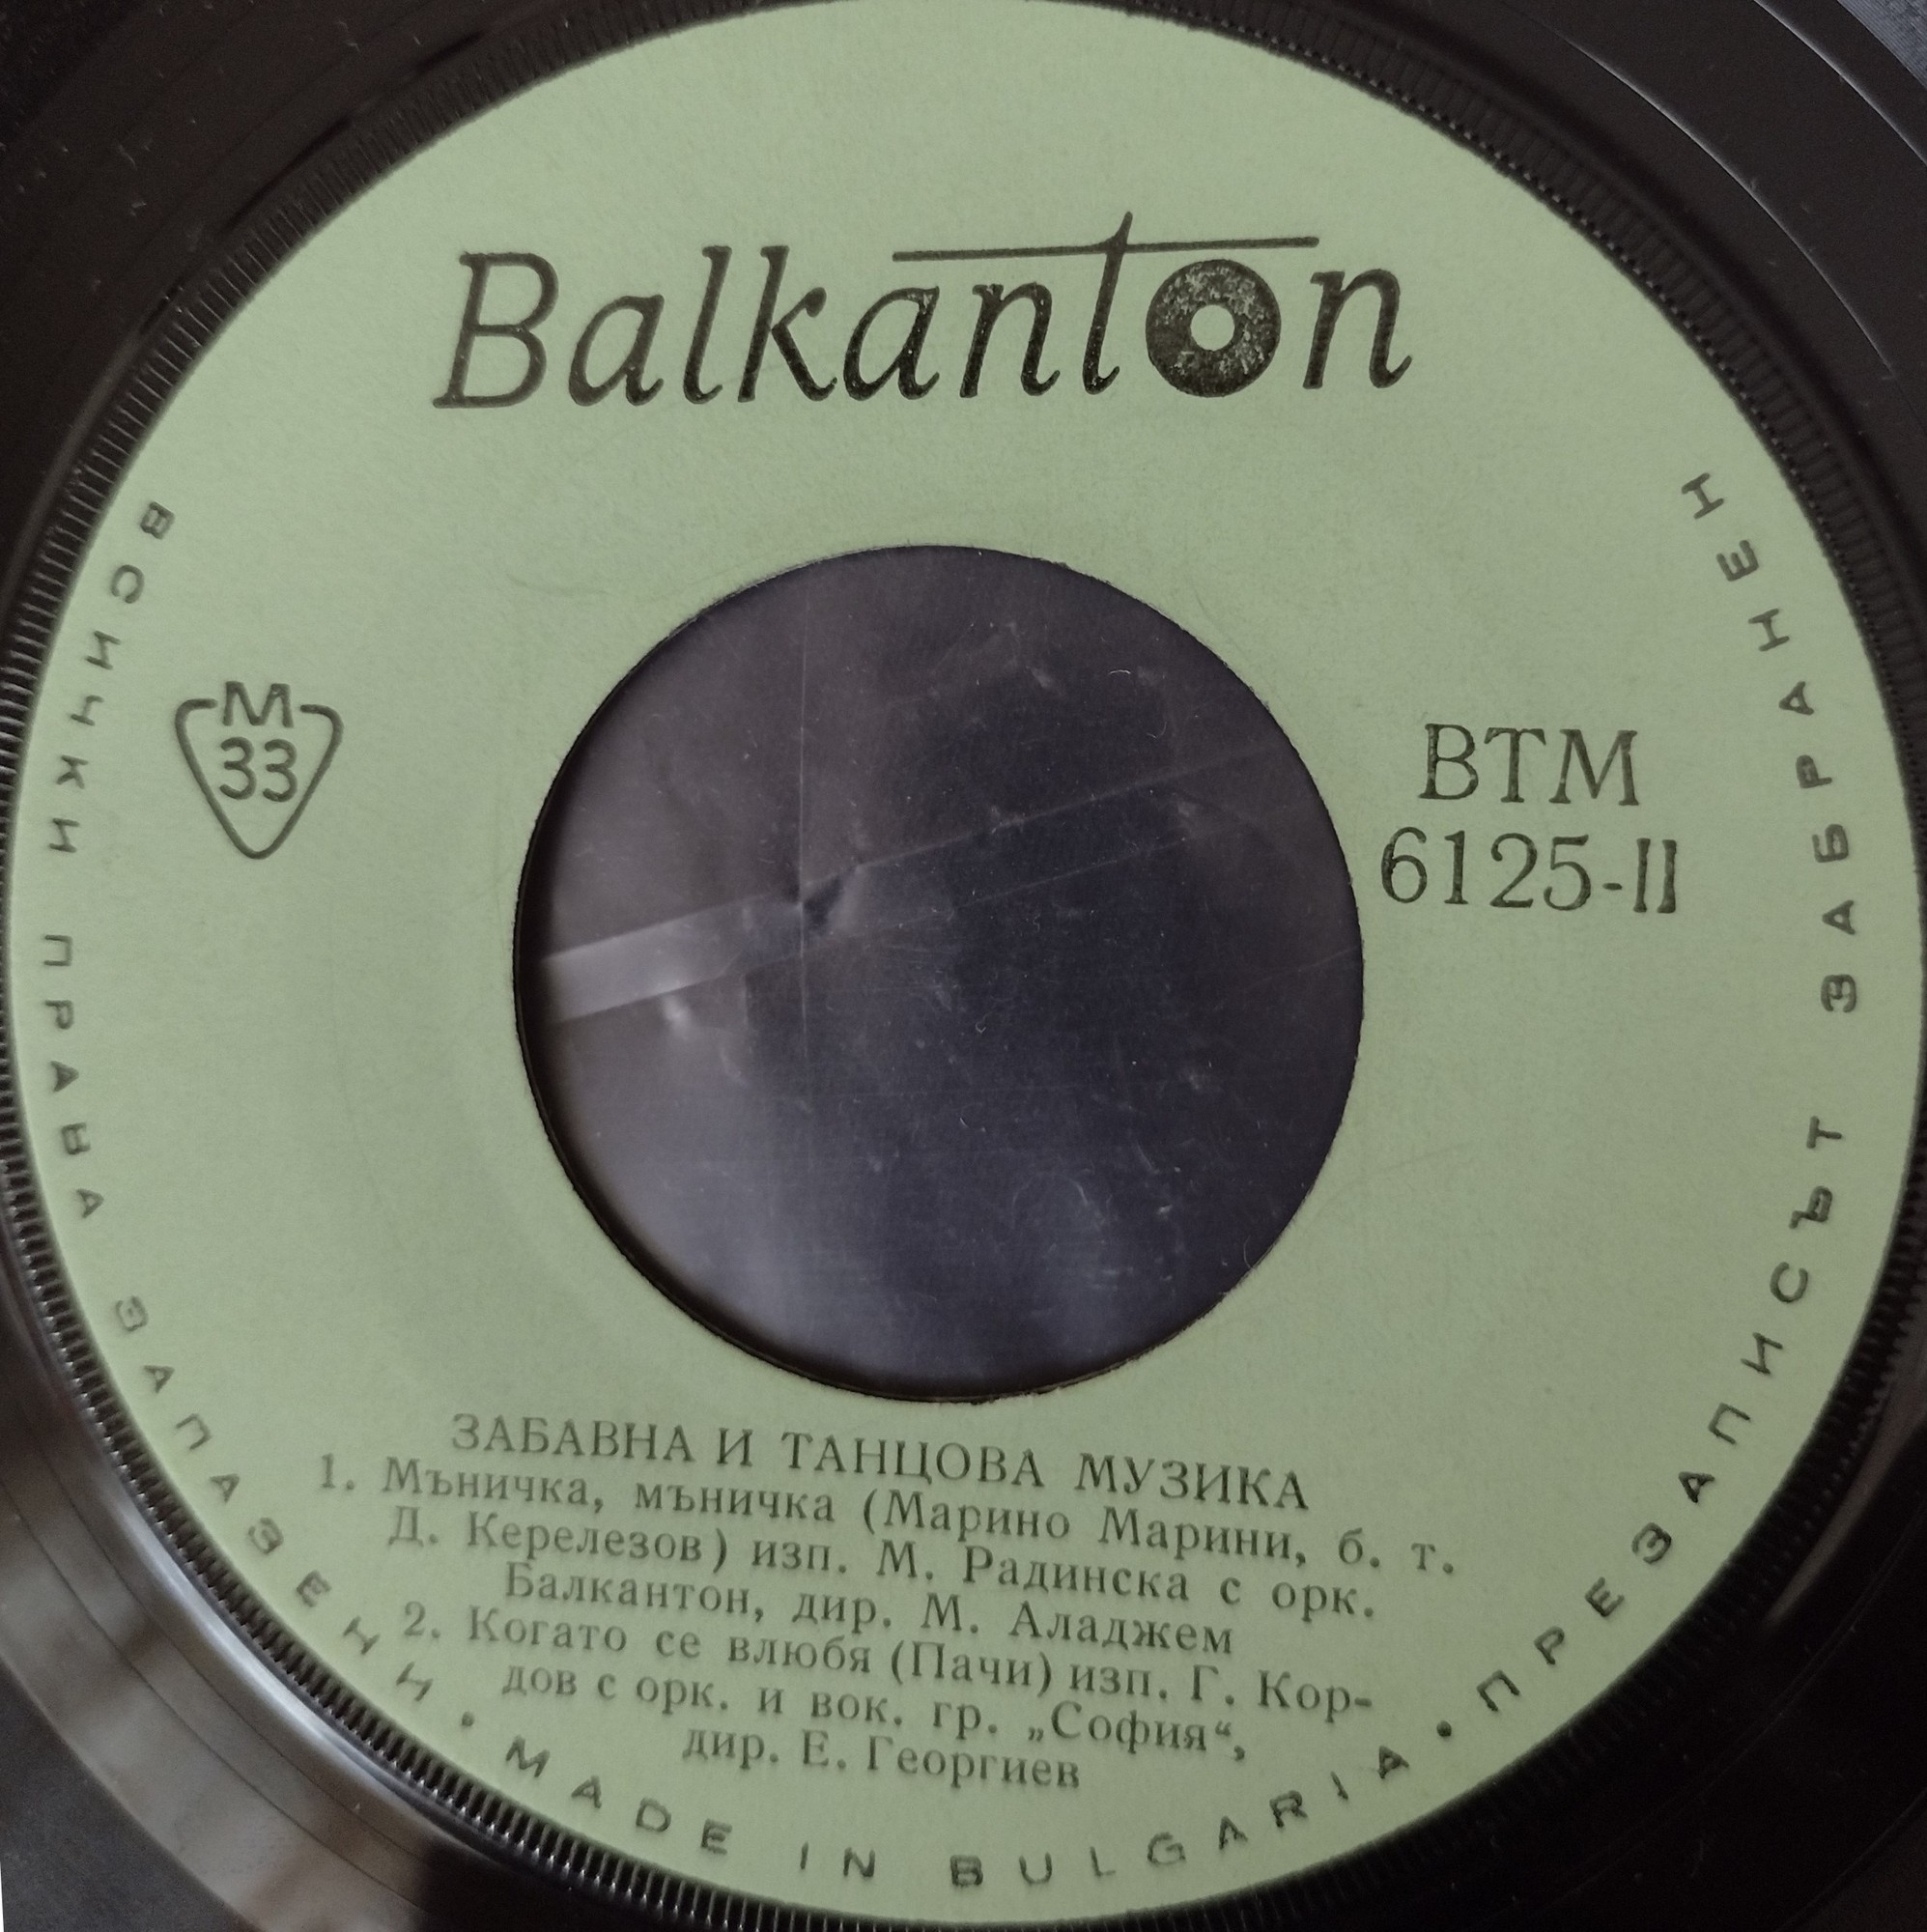 Balkanton
M
33
ВТМ
6125-II
ЗАБАВНА И ТАНЦОВА МУЗИКА
1. Мъничка, мъничка (Марино Марини, б. т.
Д. Керелезов) изп. М. Радинска с орк.
Балкантон, дир. М. Аладжем
2. Когато се влюбя (Пачи) изп. Г. Кор-
дов с орк. и вок. гр. „София“,
дир. Е. Георгиев
ВСИЧКИ ПРАВА ЗАПАЗЕНИ • MADE IN BULGARIA • ПРЕЗАПИСЪТ ЗАБРАНЕН